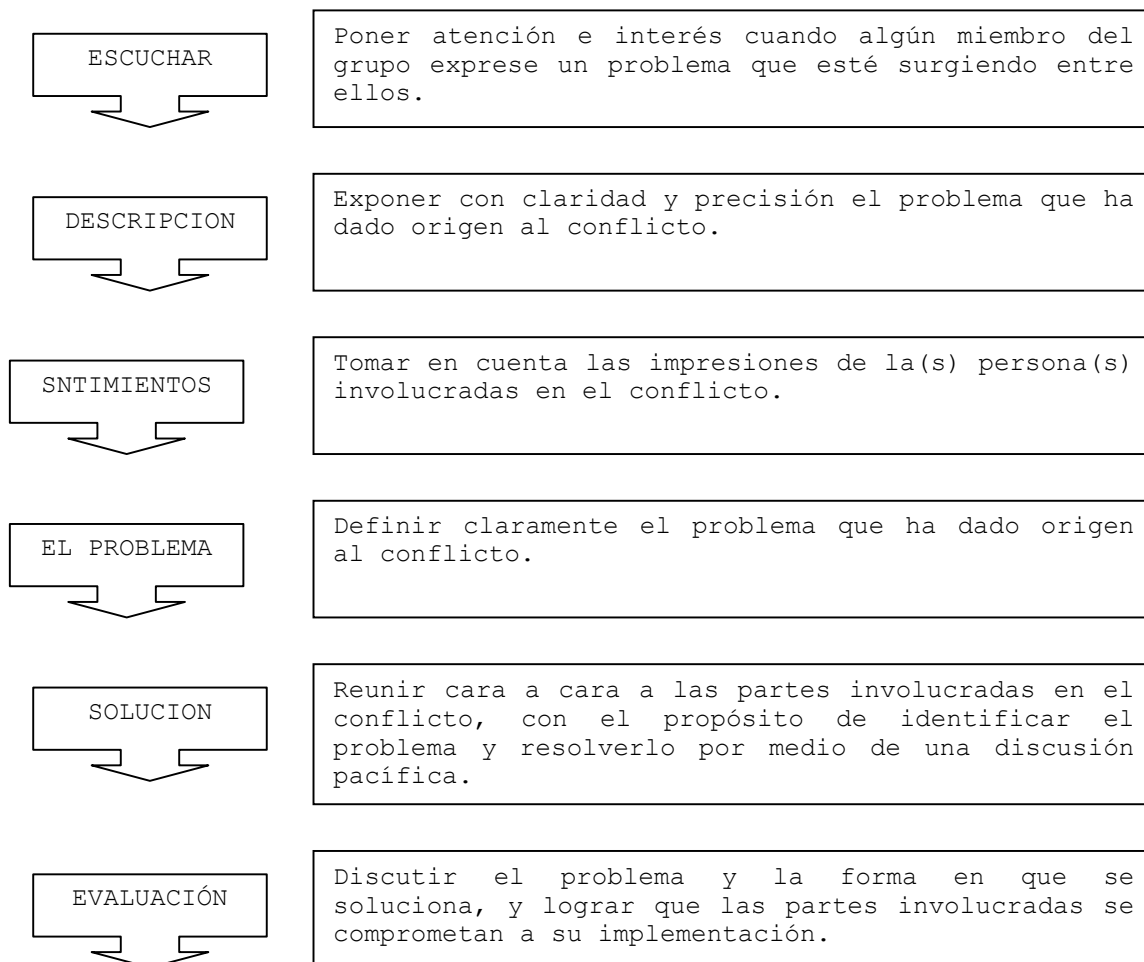 ESCUCHAR
Poner atención e interés cuando algún miembro del
grupo exprese un problema que esté surgiendo entre
ellos.
DESCRIPCION
Exponer con claridad y precisión el problema que ha
dado origen al conflicto.
SNTIMIENTOS
Tomar en cuenta las impresiones de la(s) persona(s)
involucradas en el conflicto.
EL PROBLEMA
Definir claramente el problema que ha dado origen
al conflicto.
SOLUCION
Reunir cara a cara a las partes involucradas en el
conflicto, con el propósito de identificar el
problema y resolverlo por medio de una discusión
pacífica.
EVALUACIÓN
Discutir el problema y la forma en que se
soluciona, y lograr que las partes involucradas se
comprometan a su implementación.